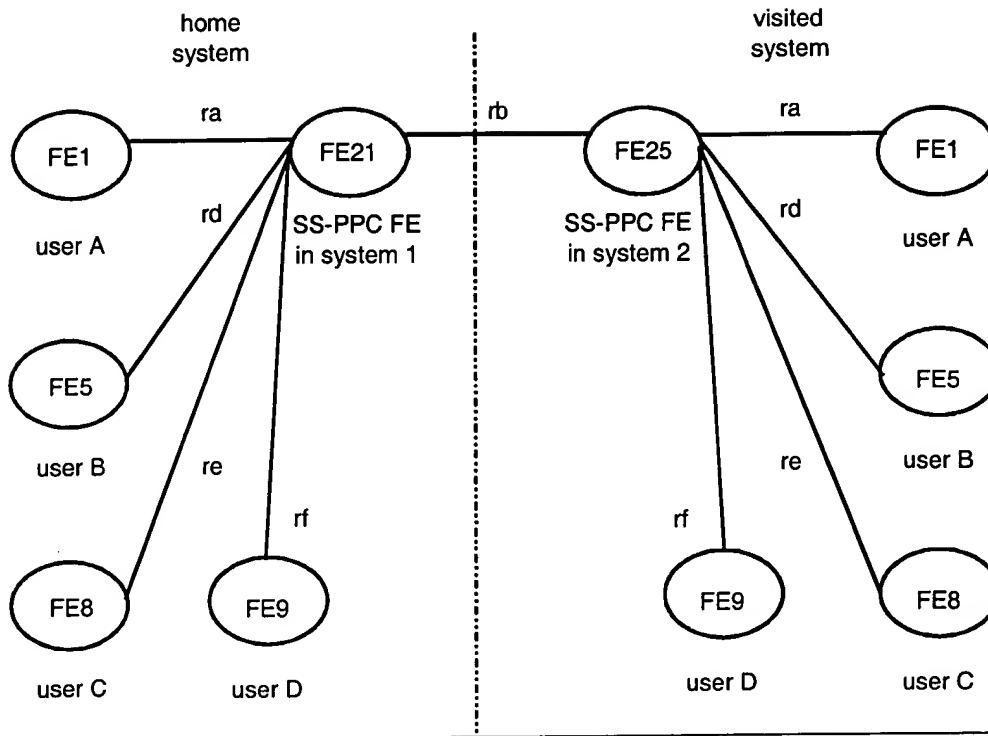 home
system
visited
system
ra
rb
ra
FE1
FE21
FE25
FE1
rd
rd
user A
SS-PPC FE
in system 1
SS-PPC FE
in system 2
user A
FE5
FE5
user B
re
re
user B
rf
rf
FE8
FE9
FE9
FE8
user C
user D
user D
user C